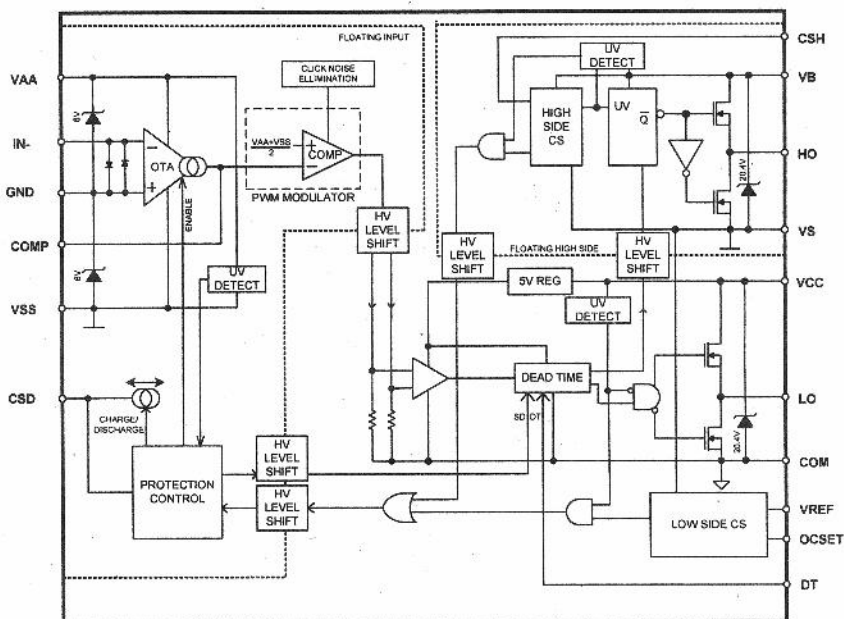 FLOATING INPUT
CSH
UV
DETECT
VAA
CLICK NOISE
ELLIMINATION
VB
6V
HIGH
SIDE
CS
UV
Q
IN-
VAA+VSS
2
+
COMP
−
−
OTA
+
HO
20.4V
GND
PWM MODULATOR
ENABLE
HV
LEVEL
SHIFT
HV
LEVEL
SHIFT
FLOATING HIGH SIDE
HV
LEVEL
SHIFT
VS
COMP
6V
UV
DETECT
5V REG
VCC
UV
DETECT
VSS
DEAD TIME
CSD
LO
CHARGE/
DISCHARGE
SD
DT
20.4V
HV
LEVEL
SHIFT
COM
PROTECTION
CONTROL
HV
LEVEL
SHIFT
VREF
LOW SIDE CS
OCSET
DT